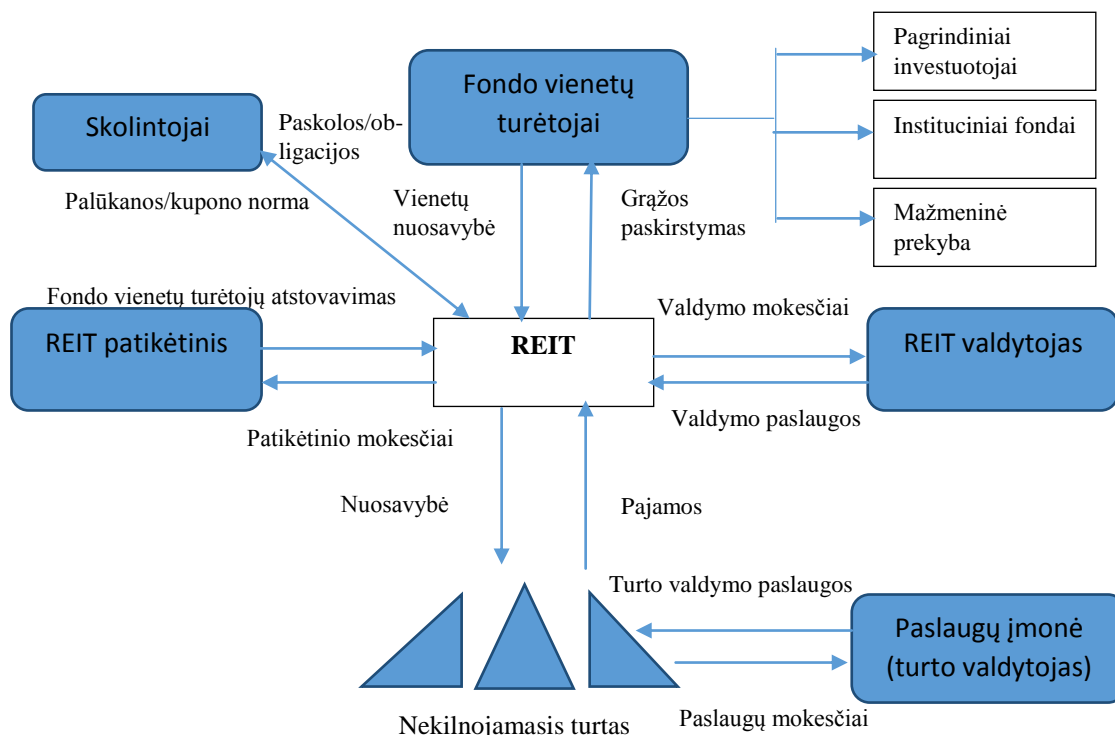 Pagrindiniai
investuotojai
Fondo vienetų
turėtojai
Skolintojai
Paskolos/ob-
ligacijos
Instituciniai fondai
Palūkanos/kupono norma
Vienetų
nuosavybė
Grąžos
paskirstymas
Mažmeninė
prekyba
Fondo vienetų turėtojų atstovavimas
Valdymo mokesčiai
REIT patikėtinis
REIT
REIT valdytojas
Patikėtinio mokesčiai
Valdymo paslaugos
Nuosavybė
Pajamos
Turto valdymo paslaugos
Paslaugų įmonė
(turto valdytojas)
Paslaugų mokesčiai
Nekilnojamasis turtas